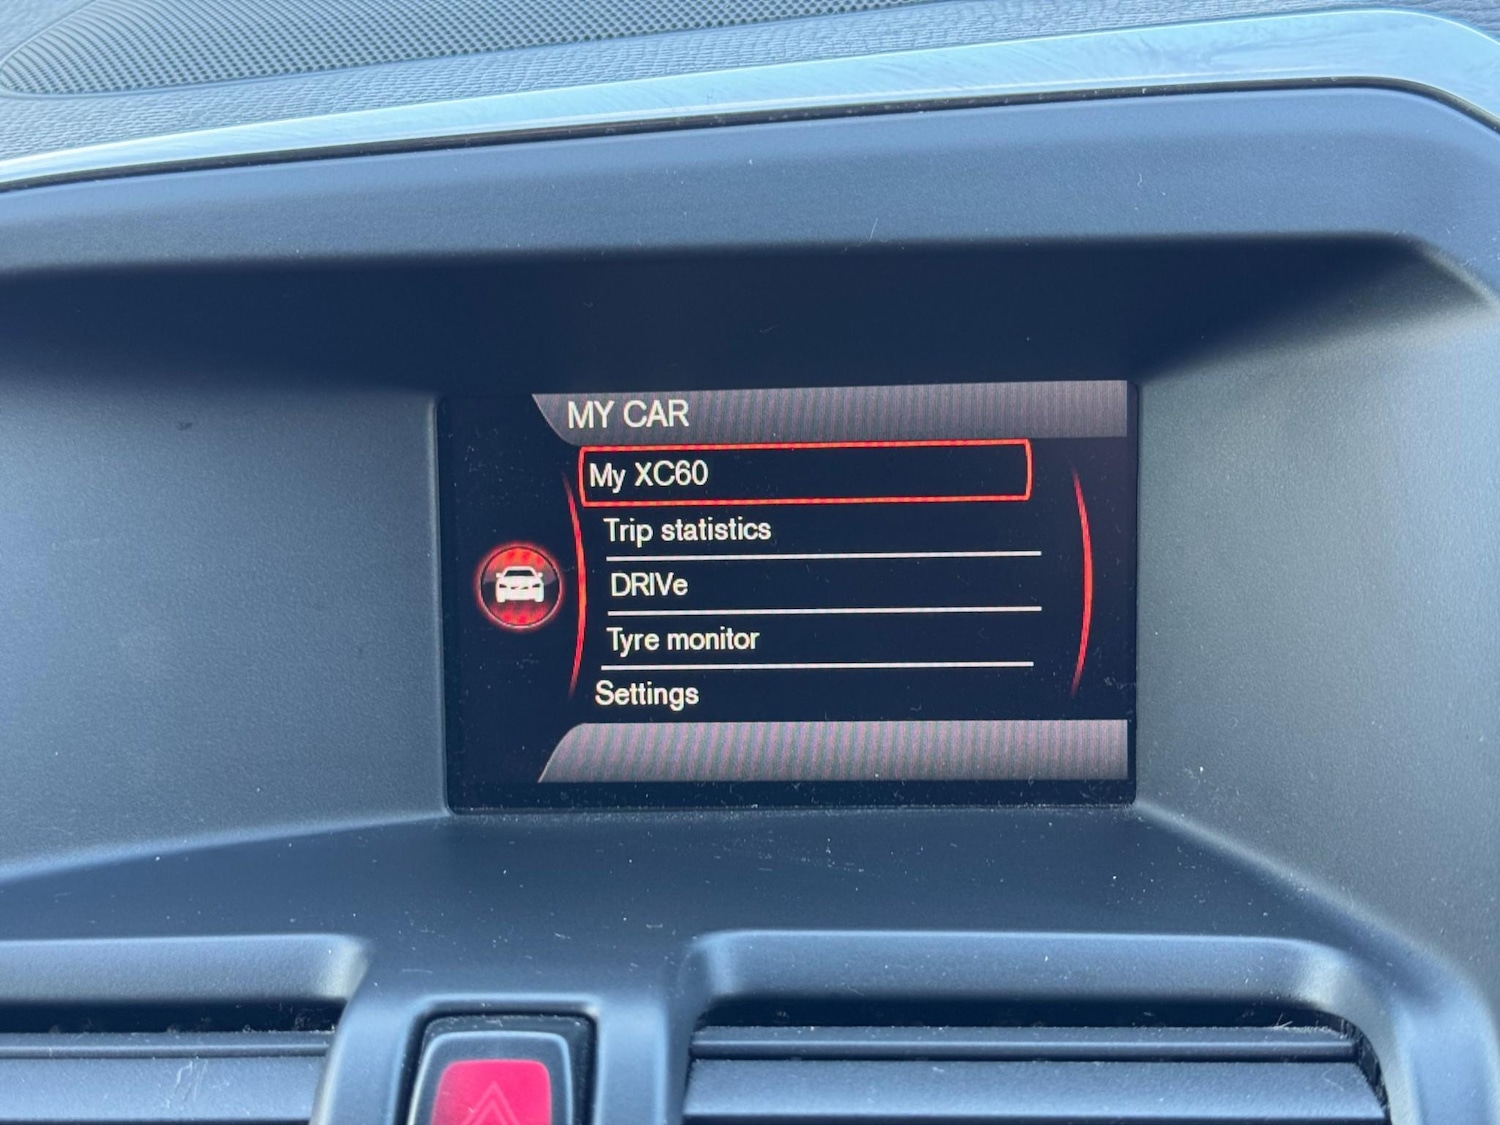 MY CAR
My XC60
Trip statistics
DRIVe
Tyre monitor
Settings